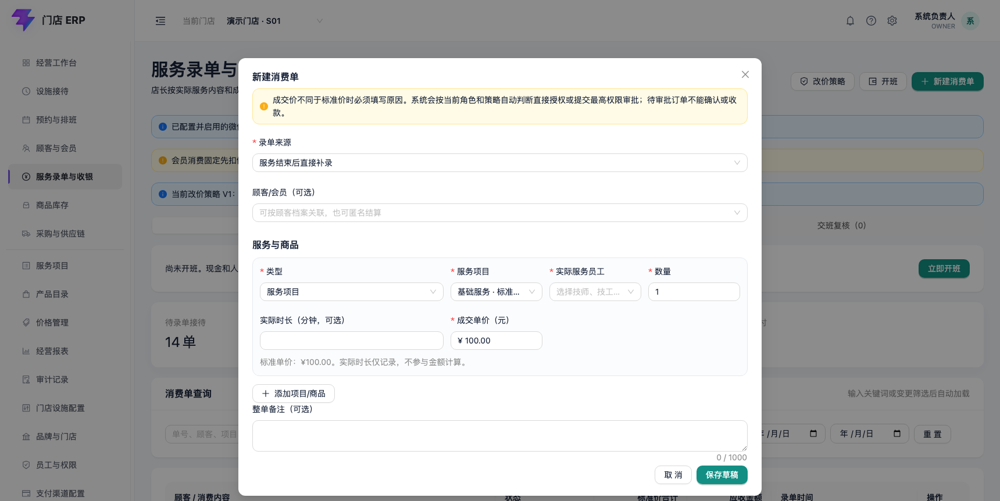 门店 ERP
当前门店 演示门店 · S01
系统负责人
OWNER
系
经营工作台
设施接待
预约与排班
顾客与会员
服务录单与收银
商品库存
采购与供应链
服务项目
产品目录
价格管理
经营报表
审计记录
门店设施配置
品牌与门店
员工与权限
支付渠道配置
服务录单与
店长按实际服务内容和成
改价策略
开班
新建消费单
已配置并启用的微信
会员消费固定先扣
当前改价策略 V1：
交班复核（0）
尚未开班。现金和人
立即开班
待录单接待
14 单
消费单查询
输入关键词或变更筛选后自动加载
单号、顾客、项目
年 /月/日
年 /月/日
重 置
顾客 / 消费内容
状态
标准价合计
应收金额
录单时间
操作
新建消费单
成交价不同于标准价时必须填写原因。系统会按当前角色和策略自动判断直接授权或提交最高权限审批；待审批订单不能确认或收
款。
* 录单来源
服务结束后直接补录
顾客/会员（可选）
可按顾客档案关联，也可匿名结算
服务与商品
* 类型
* 服务项目
* 实际服务员工
* 数量
服务项目
基础服务 · 标准...
选择技师、技工...
1
实际时长（分钟，可选）
* 成交单价（元）
¥ 100.00
标准单价：¥100.00。实际时长仅记录，不参与金额计算。
添加项目/商品
整单备注（可选）
0 / 1000
取 消
保存草稿